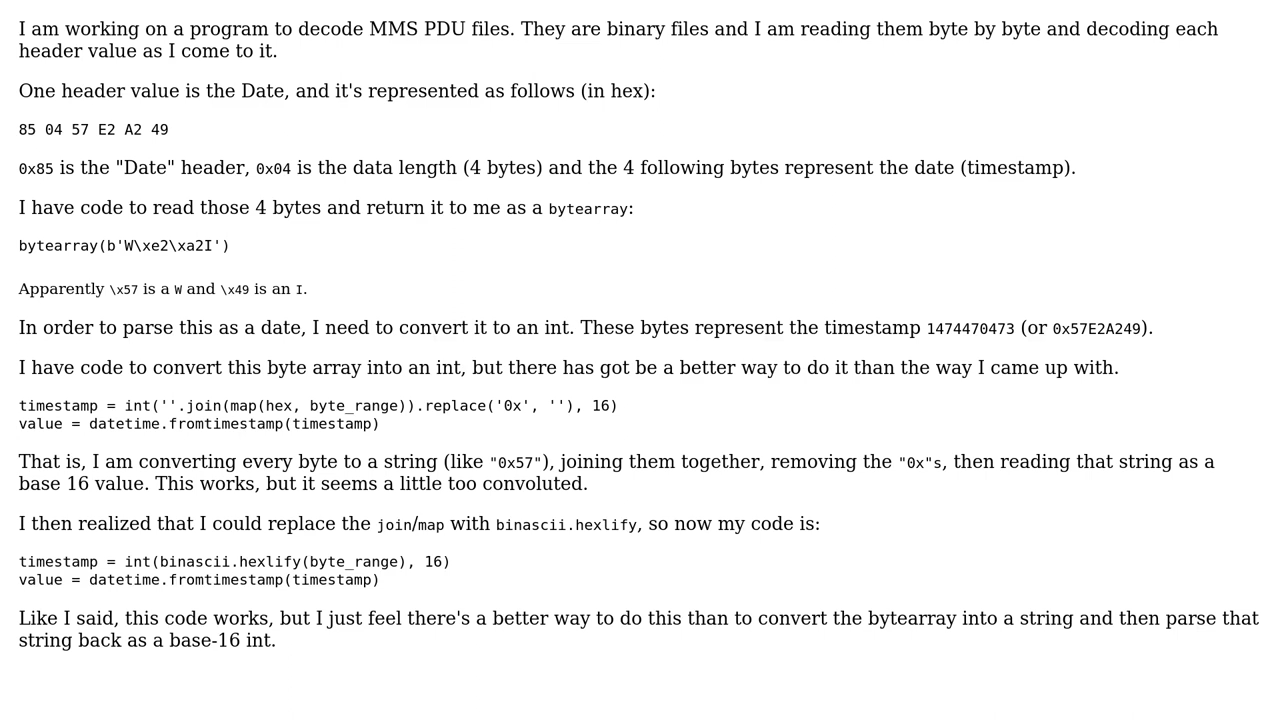 I am working on a program to decode MMS PDU files. They are binary files and I am reading them byte by byte and decoding each
header value as I come to it.
One header value is the Date, and it's represented as follows (in hex):
85 04 57 E2 A2 49
0x85 is the "Date" header, 0x04 is the data length (4 bytes) and the 4 following bytes represent the date (timestamp).
I have code to read those 4 bytes and return it to me as a bytearray:
bytearray(b'W\xe2\xa2I')
Apparently \x57 is a W and \x49 is an I.
In order to parse this as a date, I need to convert it to an int. These bytes represent the timestamp 1474470473 (or 0x57E2A249).
I have code to convert this byte array into an int, but there has got be a better way to do it than the way I came up with.
timestamp = int(''.join(map(hex, byte_range)).replace('0x', ''), 16)
value = datetime.fromtimestamp(timestamp)
That is, I am converting every byte to a string (like "0x57"), joining them together, removing the "0x"s, then reading that string as a
base 16 value. This works, but it seems a little too convoluted.
I then realized that I could replace the join/map with binascii.hexlify, so now my code is:
timestamp = int(binascii.hexlify(byte_range), 16)
value = datetime.fromtimestamp(timestamp)
Like I said, this code works, but I just feel there's a better way to do this than to convert the bytearray into a string and then parse that
string back as a base-16 int.